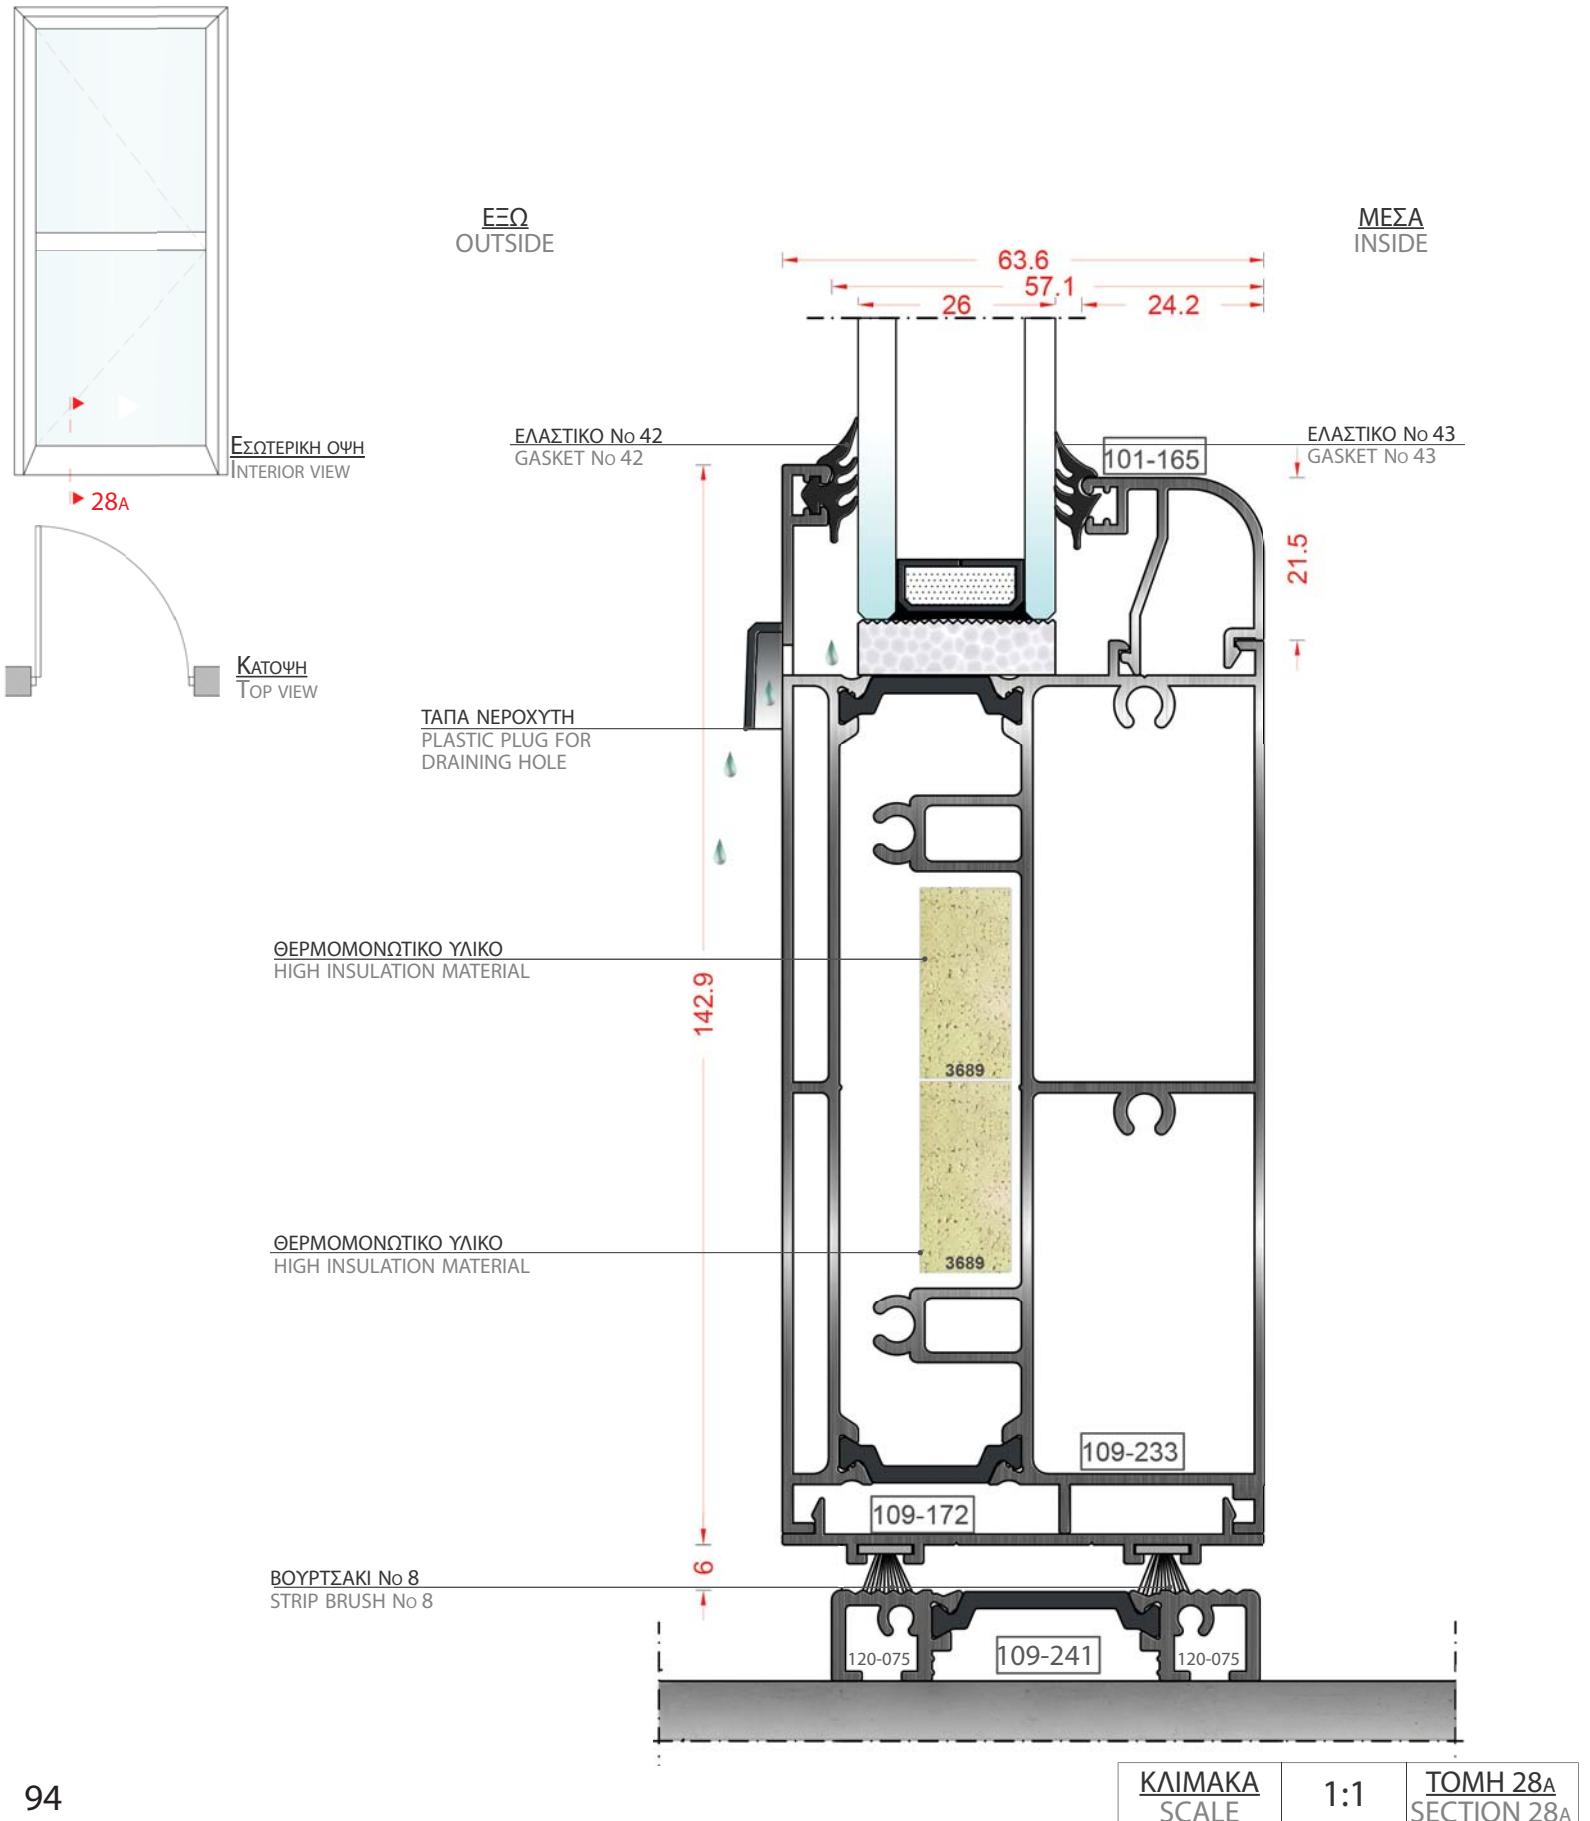 ΕΞΩ
OUTSIDE
ΜΕΣΑ
INSIDE
63.6
57.1
26
24.2
ΕΛΑΣΤΙΚΟ Νο 42
GASKET No 42
ΕΛΑΣΤΙΚΟ Νο 43
GASKET No 43
101-165
ΕΣΩΤΕΡΙΚΗ ΟΨΗ
INTERIOR VIEW
28A
21.5
ΚΑΤΟΨΗ
TOP VIEW
ΤΑΠΑ ΝΕΡΟΧΥΤΗ
PLASTIC PLUG FOR
DRAINING HOLE
ΘΕΡΜΟΜΟΝΩΤΙΚΟ ΥΛΙΚΟ
HIGH INSULATION MATERIAL
142.9
3689
ΘΕΡΜΟΜΟΝΩΤΙΚΟ ΥΛΙΚΟ
HIGH INSULATION MATERIAL
3689
109-233
109-172
6
ΒΟΥΡΤΣΑΚΙ Νο 8
STRIP BRUSH No 8
120-075
109-241
120-075
94
ΚΛΙΜΑΚΑ
SCALE
1:1
ΤΟΜΗ 28Α
SECTION 28A